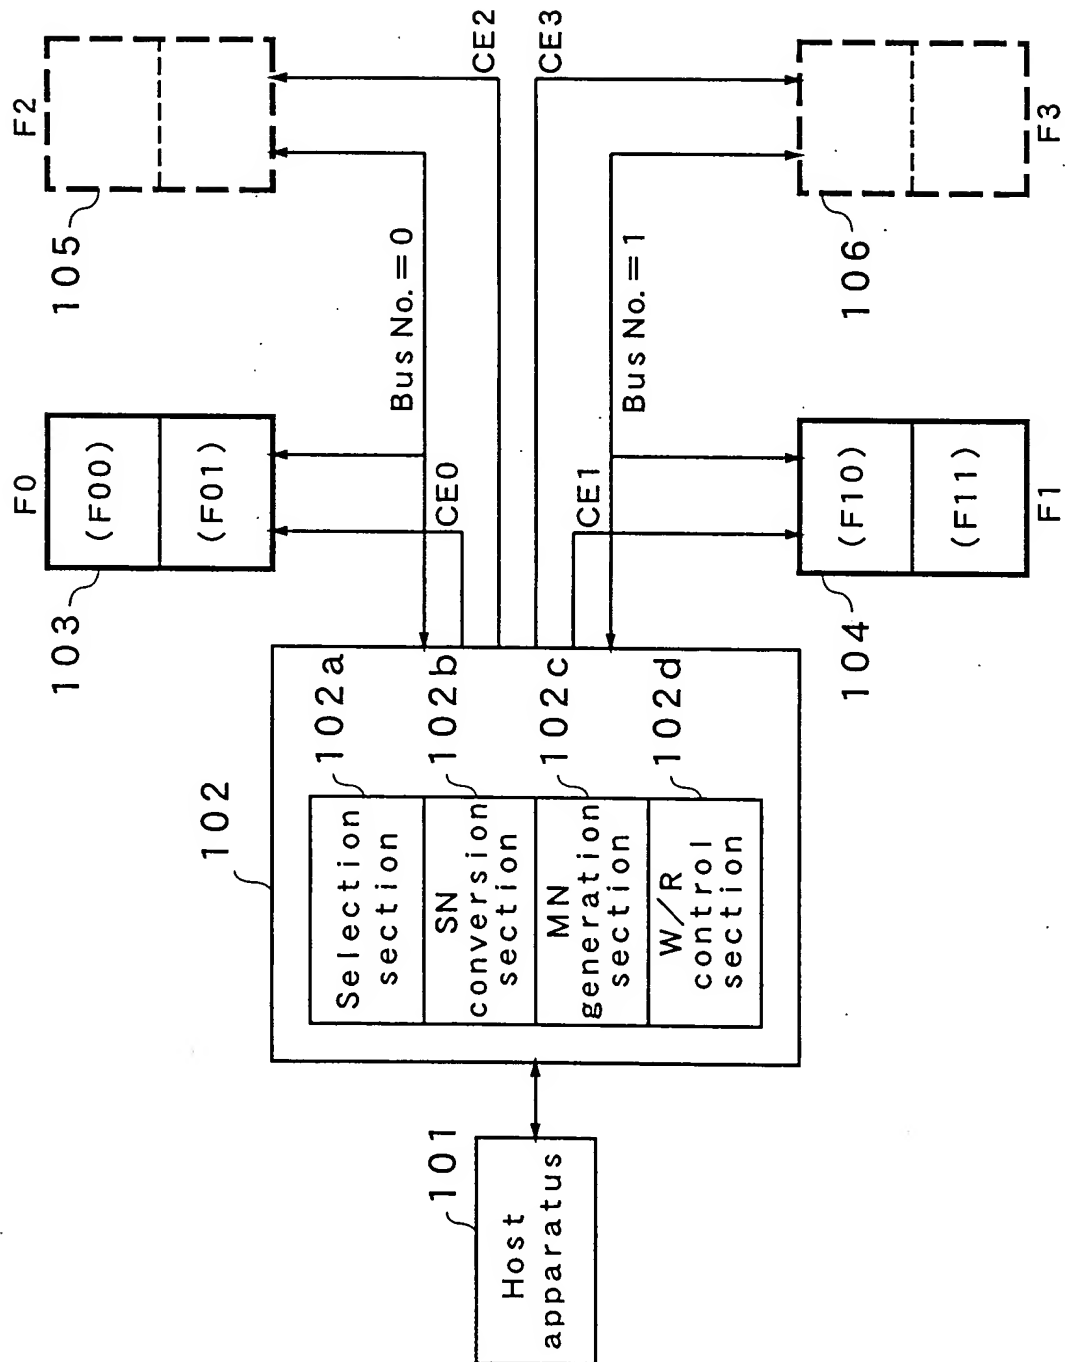 101
Host
apparatus
102
Selection
section
102a
SN
conversion
section
102b
MN
generation
section
102c
W/R
control
section
102d
103
F0
(F00)
(F01)
CE0
Bus No.=0
105
F2
CE2
CE3
104
(F10)
(F11)
F1
CE1
Bus No.=1
106
F3